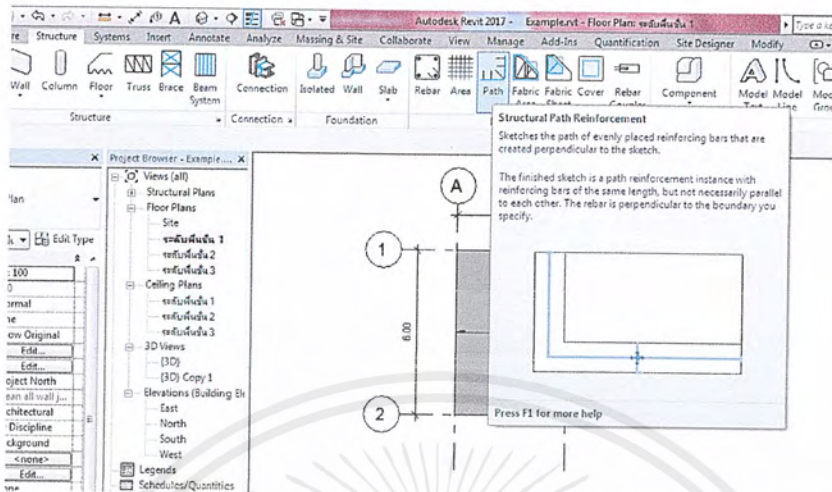 Autodesk Revit 2017 - Example.rvt - Floor Plan: ระดับพื้นชั้น 1
Structure Systems Insert Annotate Analyze Massing & Site Collaborate View Manage Add-Ins Quantification Site Designer Modify
Wall Column Floor Truss Brace Beam System Connection Isolated Wall Slab Rebar Area Path Fabric Fabric Cover Rebar Component Model Model
Structure Connection Foundation
Structural Path Reinforcement
Sketches the path of evenly placed reinforcing bars that are
created perpendicular to the sketch.
The finished sketch is a path reinforcement instance with
reinforcing bars of the same length, but not necessarily parallel
to each other. The rebar is perpendicular to the boundary you
specify.
Press F1 for more help
Edit Type
: 100
Edit...
Edit...
Discipline
<none>
Edit...
Project Browser - Example....
Views (all)
Structural Plans
Floor Plans
Site
ระดับพื้นชั้น 1
ระดับพื้นชั้น 2
ระดับพื้นชั้น 3
Ceiling Plans
ระดับพื้นชั้น 1
ระดับพื้นชั้น 2
ระดับพื้นชั้น 3
3D Views
{3D}
{3D} Copy 1
Elevations (Building El
East
North
South
West
Legends
Schedules/Quantities
A
1
6.00
2